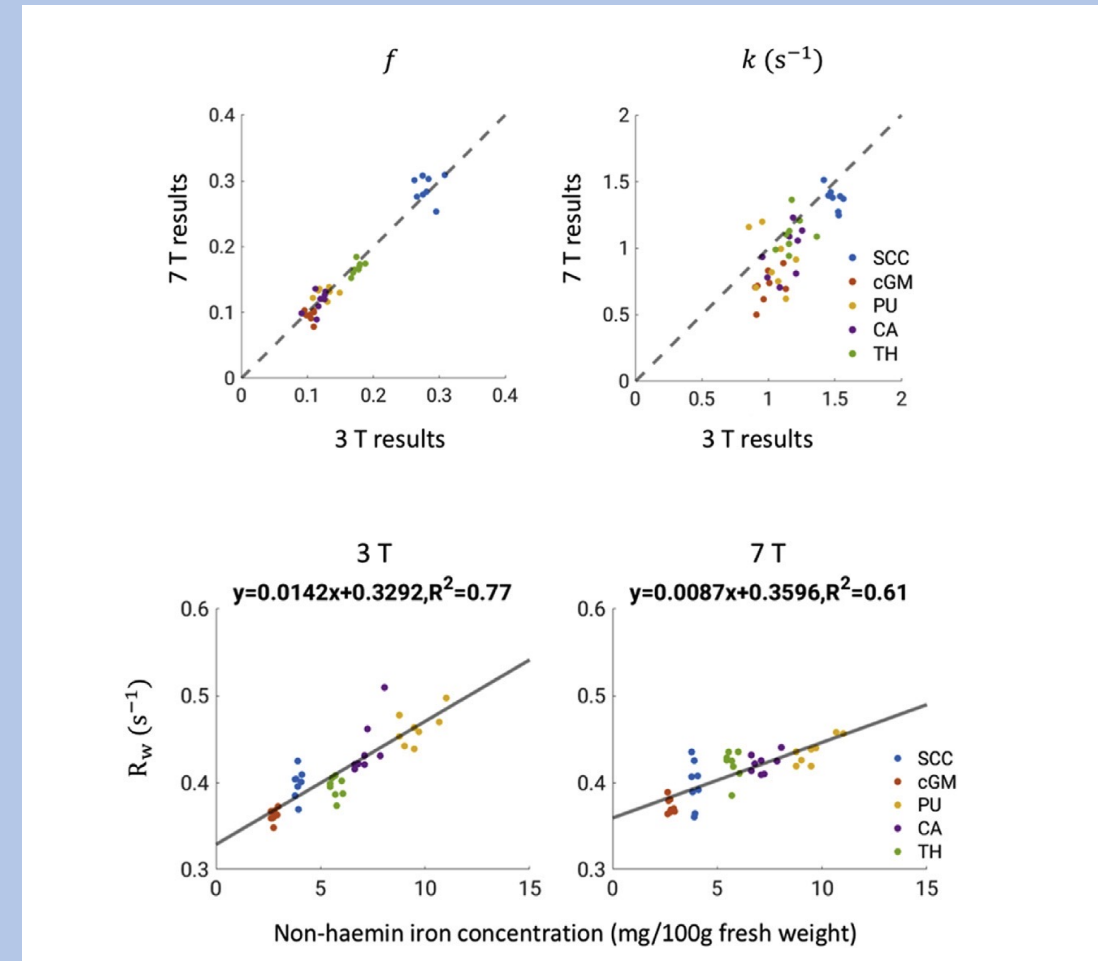 f
k (s⁻¹)
0.4
0.3
0.2
0.1
0
7 T results
0 0.1 0.2 0.3 0.4
3 T results
2
1.5
1
0.5
0
7 T results
SCC
cGM
PU
CA
TH
0 0.5 1 1.5 2
3 T results
3 T
y=0.0142x+0.3292,R²=0.77
0.6
0.5
0.4
0.3
R_w (s⁻¹)
0 5 10 15
7 T
y=0.0087x+0.3596,R²=0.61
0.6
0.5
0.4
0.3
SCC
cGM
PU
CA
TH
0 5 10 15
Non-haemin iron concentration (mg/100g fresh weight)